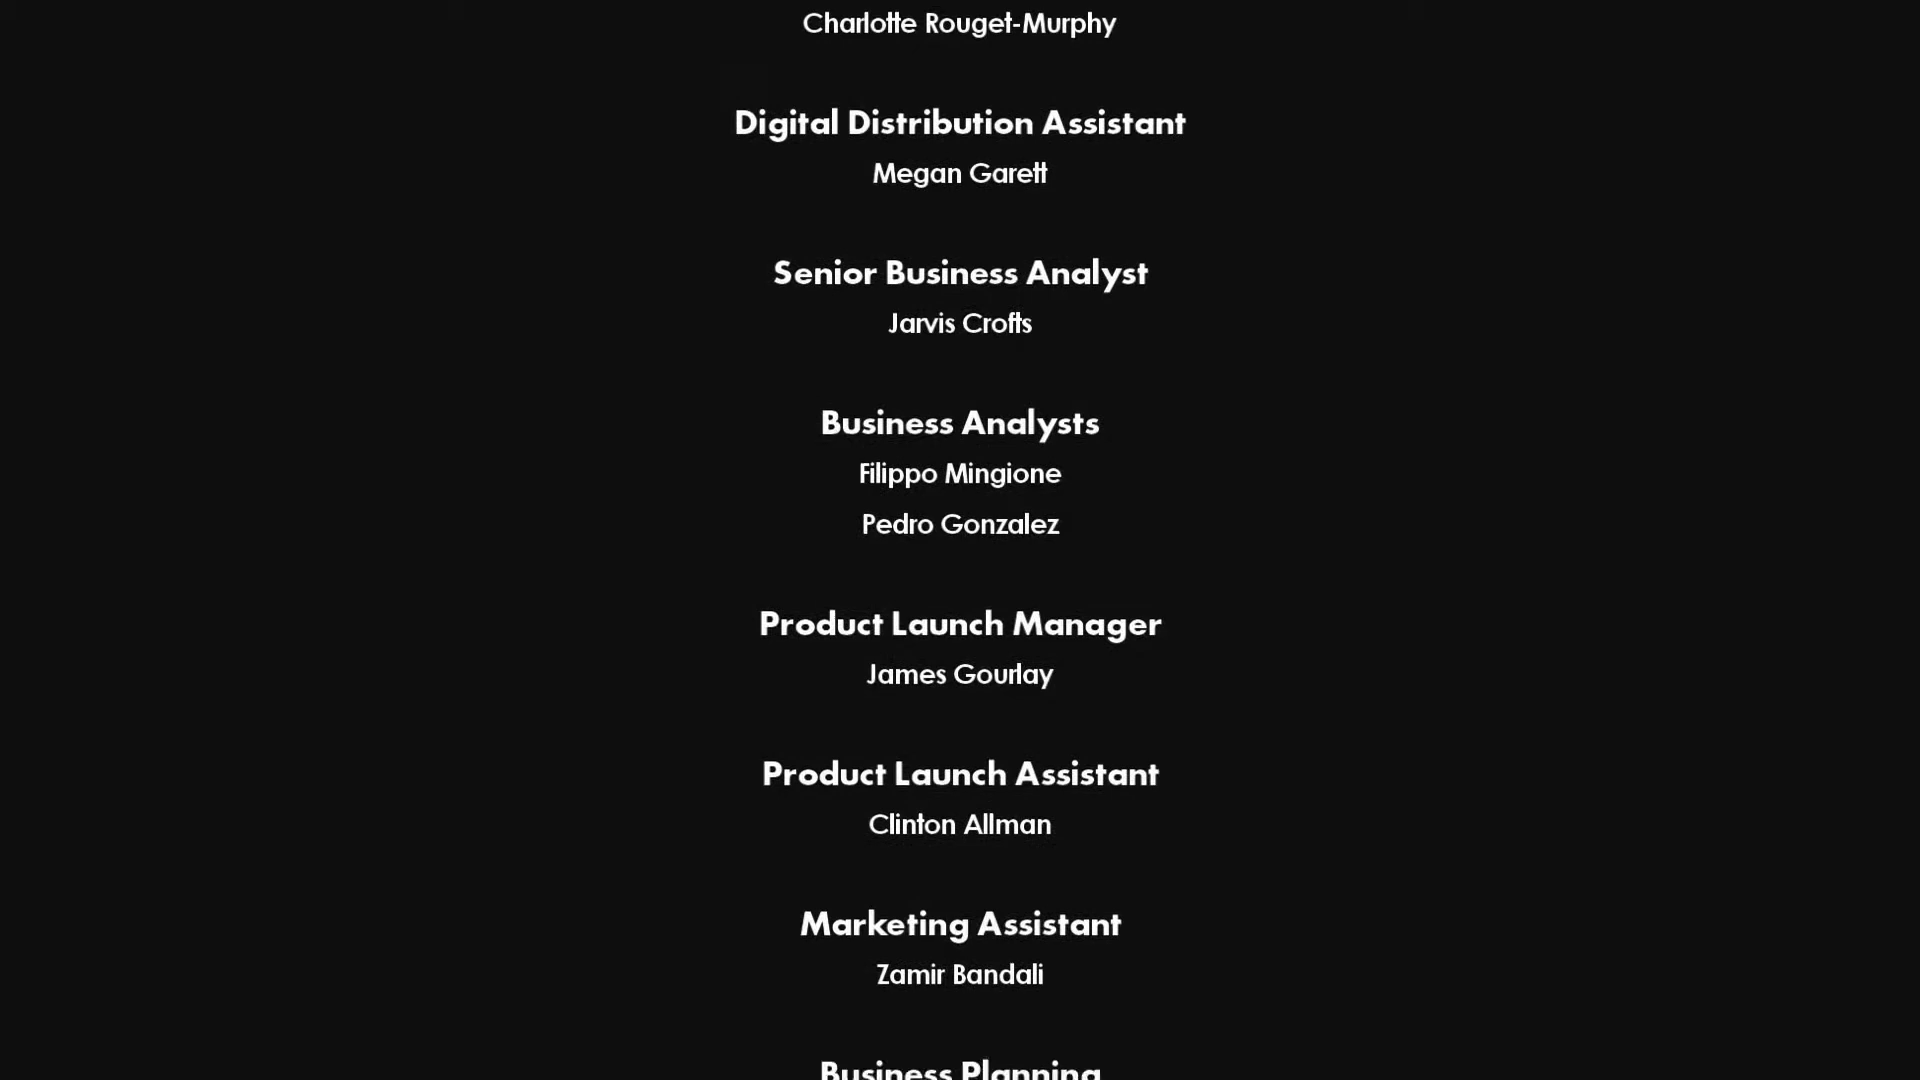 Charlotte Rouget-Murphy
Digital Distribution Assistant
Megan Garett
Senior Business Analyst
Jarvis Crofts
Business Analysts
Filippo Mingione
Pedro Gonzalez
Product Launch Manager
James Gourlay
Product Launch Assistant
Clinton Allman
Marketing Assistant
Zamir Bandali
Business Planning